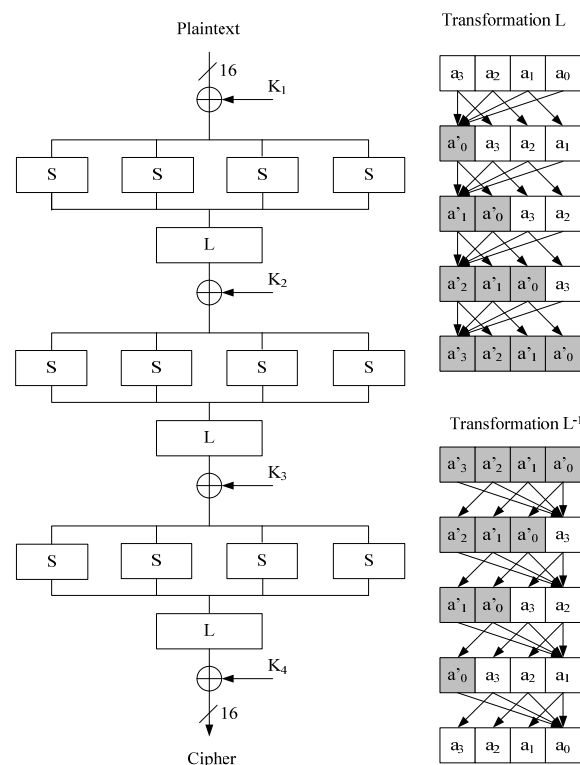 Plaintext
16
K1
S S S S
L
K2
S S S S
L
K3
S S S S
L
K4
16
Cipher
Transformation L
a3 a2 a1 a0
a'0 a3 a2 a1
a'1 a'0 a3 a2
a'2 a'1 a'0 a3
a'3 a'2 a'1 a'0
Transformation L-1
a'3 a'2 a'1 a'0
a'2 a'1 a'0 a3
a'1 a'0 a3 a2
a'0 a3 a2 a1
a3 a2 a1 a0